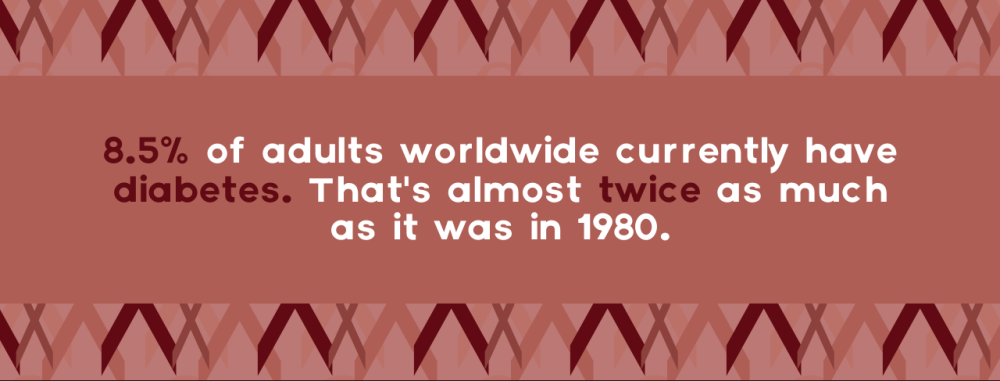 8.5% of adults worldwide currently have
diabetes. That's almost twice as much
as it was in 1980.